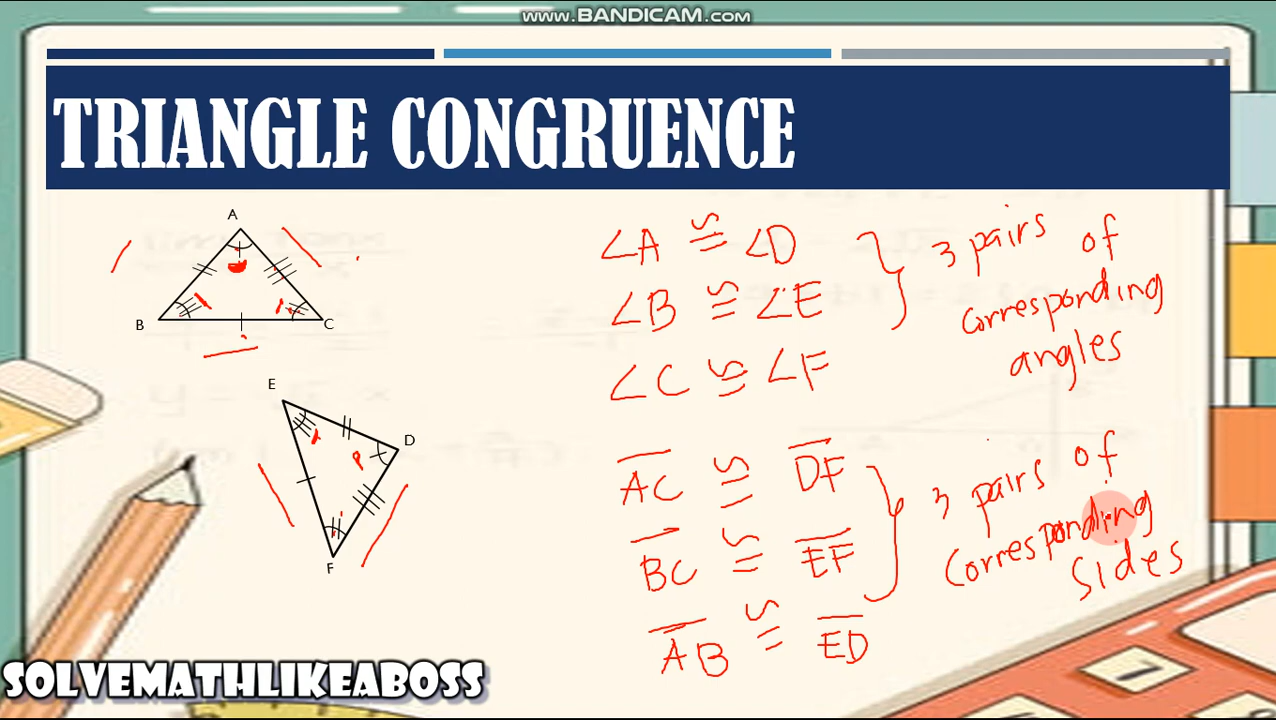 www.BANDICAM.com
TRIANGLE CONGRUENCE
A
B
C
E
D
F
∠A ≅ ∠D
∠B ≅ ∠E
∠C ≅ ∠F
3 pairs of
corresponding
angles
AC ≅ DF
BC ≅ EF
AB ≅ ED
3 pairs of
corresponding
sides
SOLVEMATHLIKEABOSS
7